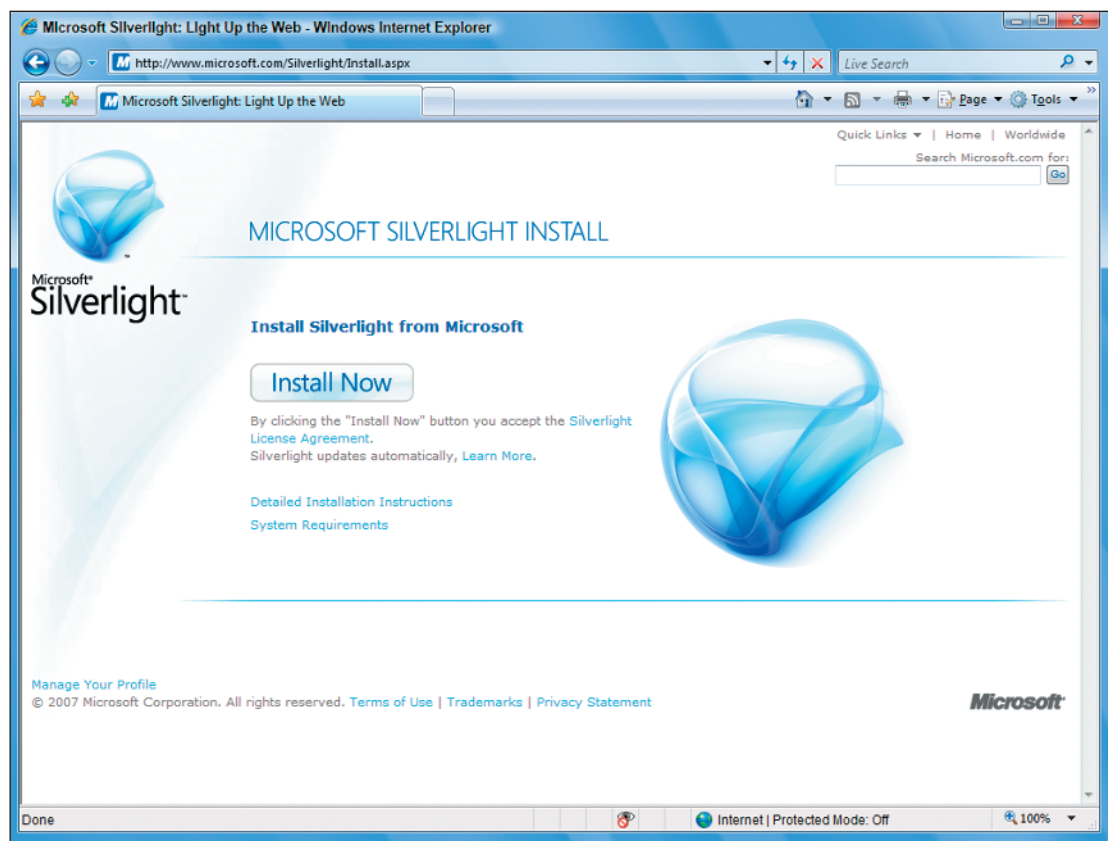 Microsoft Silverlight: Light Up the Web - Windows Internet Explorer
http://www.microsoft.com/Silverlight/Install.aspx
Live Search
Microsoft Silverlight: Light Up the Web
Page
Tools
Quick Links | Home | Worldwide
Search Microsoft.com for:
Go
MICROSOFT SILVERLIGHT INSTALL
Microsoft®
Silverlight™
Install Silverlight from Microsoft
Install Now
By clicking the "Install Now" button you accept the Silverlight
License Agreement.
Silverlight updates automatically, Learn More.
Detailed Installation Instructions
System Requirements
Manage Your Profile
© 2007 Microsoft Corporation. All rights reserved. Terms of Use | Trademarks | Privacy Statement
Microsoft
Done
Internet | Protected Mode: Off
100%